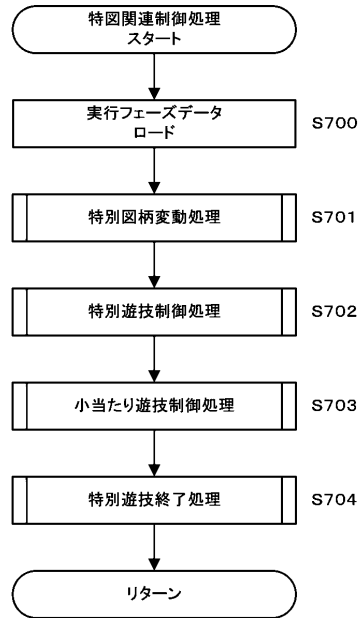 特図関連制御処理
スタート
実行フェーズデータ
ロード
S700
特別図柄変動処理
S701
特別遊技制御処理
S702
小当たり遊技制御処理
S703
特別遊技終了処理
S704
リターン